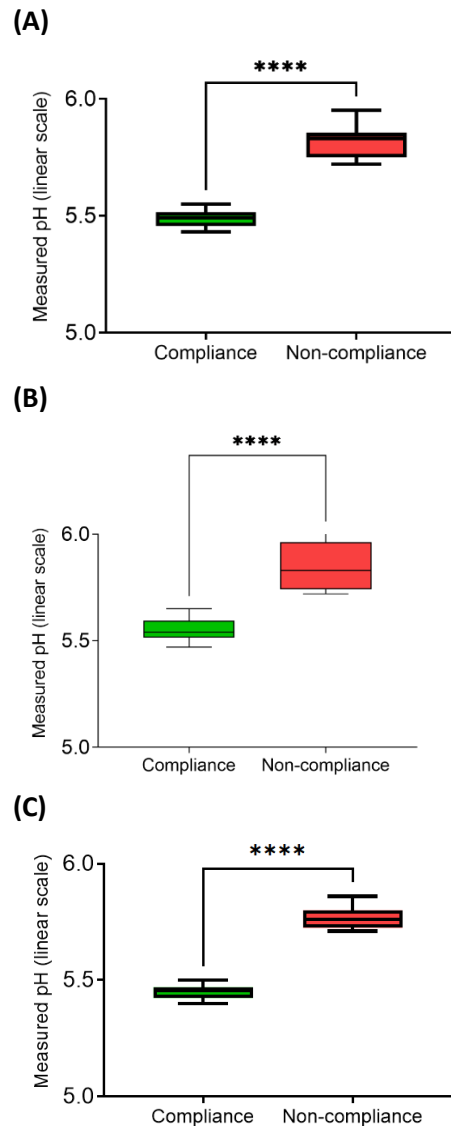 (A)
****
6.0
5.5
5.0
Measured pH (linear scale)
Compliance Non-compliance
(B)
****
6.0
5.5
5.0
Measured pH (linear scale)
Compliance Non-compliance
(C)
****
6.0
5.5
5.0
Measured pH (linear scale)
Compliance Non-compliance